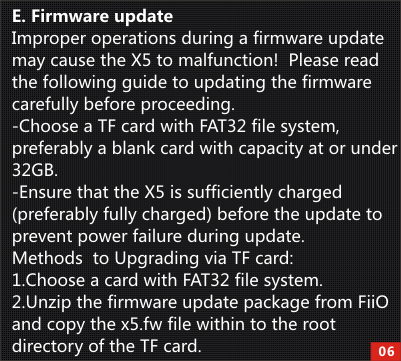 E. Firmware update
Improper operations during a firmware update
may cause the X5 to malfunction!  Please read
the following guide to updating the firmware
carefully before proceeding.
-Choose a TF card with FAT32 file system,
preferably a blank card with capacity at or under
32GB.
-Ensure that the X5 is sufficiently charged
(preferably fully charged) before the update to
prevent power failure during update.
Methods  to Upgrading via TF card:
1.Choose a card with FAT32 file system.
2.Unzip the firmware update package from FiiO
and copy the x5.fw file within to the root
directory of the TF card.
06